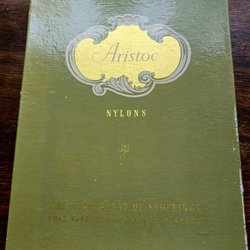 Aristoc
NYLONS
THE ARISTOCRAT OF STOCKINGS